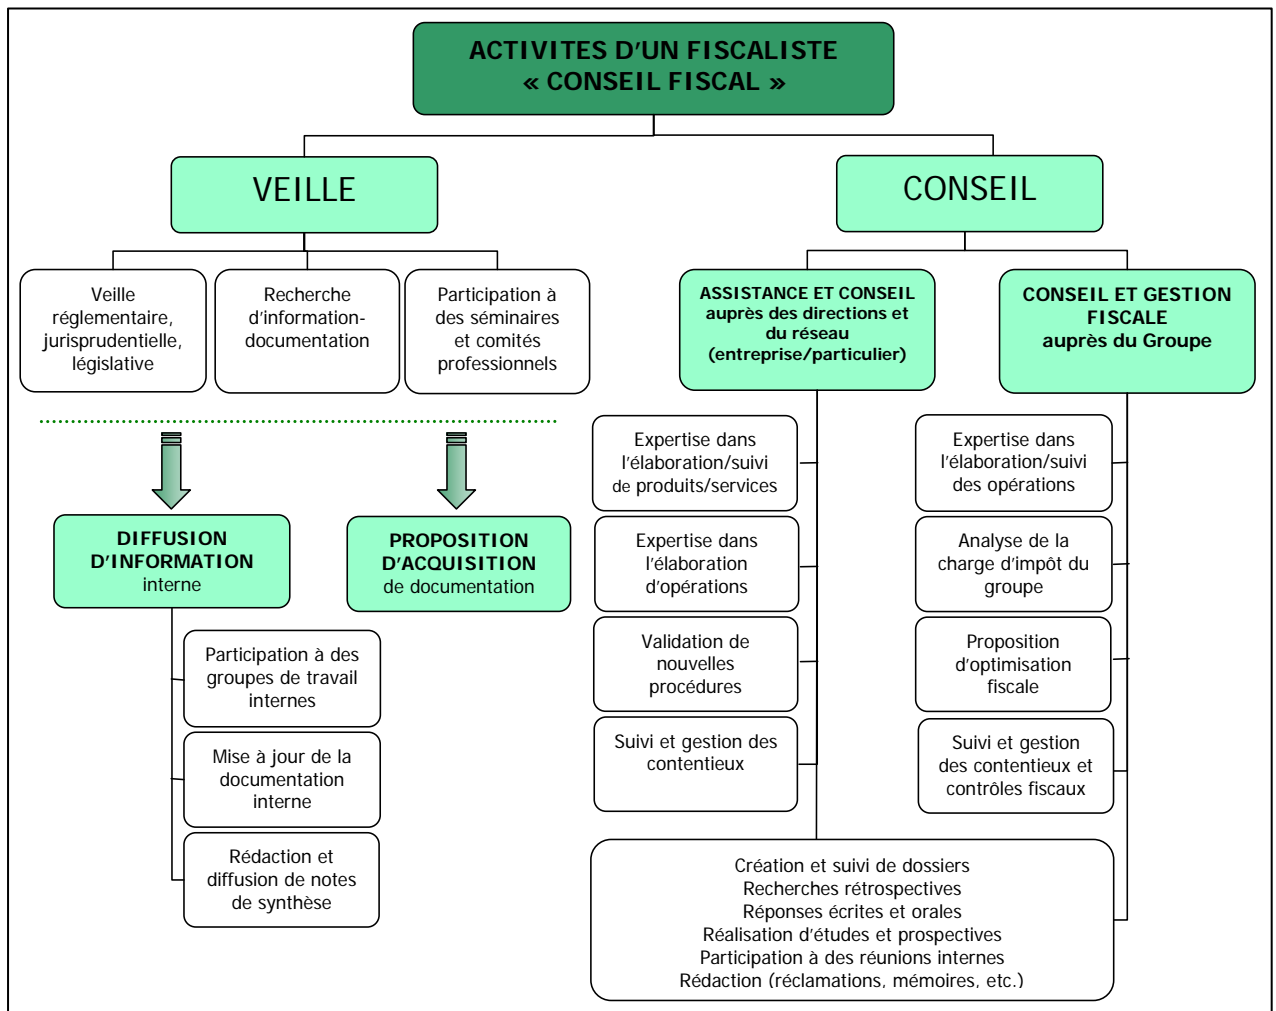 ACTIVITES D'UN FISCALISTE
« CONSEIL FISCAL »
VEILLE
CONSEIL
Veille
réglementaire,
jurisprudentielle,
législative
Recherche
d'information-
documentation
Participation à
des séminaires
et comités
professionnels
ASSISTANCE ET CONSEIL
auprès des directions et
du réseau
(entreprise/particulier)
CONSEIL ET GESTION
FISCALE
auprès du Groupe
DIFFUSION
D'INFORMATION
interne
PROPOSITION
D'ACQUISITION
de documentation
Participation à des
groupes de travail
internes
Mise à jour de la
documentation
interne
Rédaction et
diffusion de notes
de synthèse
Expertise dans
l'élaboration/suivi
de produits/services
Expertise dans
l'élaboration
d'opérations
Validation de
nouvelles
procédures
Suivi et gestion des
contentieux
Expertise dans
l'élaboration/suivi
des opérations
Analyse de la
charge d'impôt du
groupe
Proposition
d'optimisation
fiscale
Suivi et gestion
des contentieux et
contrôles fiscaux
Création et suivi de dossiers
Recherches rétrospectives
Réponses écrites et orales
Réalisation d'études et prospectives
Participation à des réunions internes
Rédaction (réclamations, mémoires, etc.)